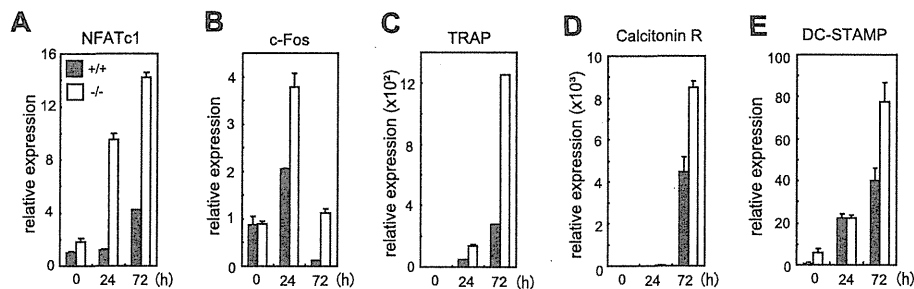 A
NFATc1
relative expression
16
12
8
4
0
+/+
-/-
0 24 72 (h)
B
c-Fos
relative expression
4
3
2
1
0
0 24 72 (h)
C
TRAP
relative expression (x10²)
12
8
4
0
0 24 72 (h)
D
Calcitonin R
relative expression (x10³)
10
8
6
4
2
0
0 24 72 (h)
E
DC-STAMP
relative expression
100
80
60
40
20
0
0 24 72 (h)